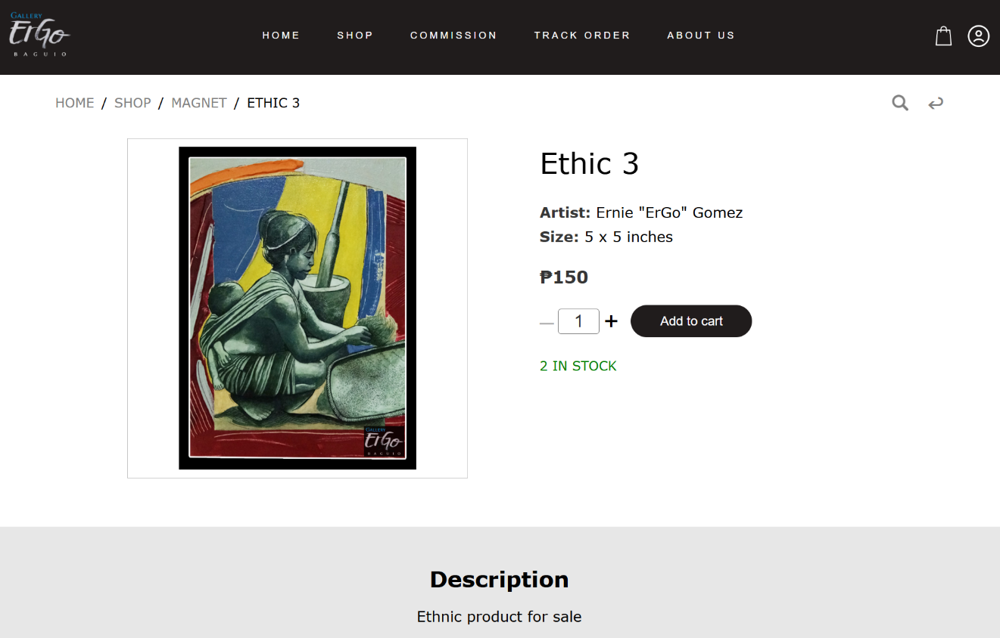 GALLERY
ErGo
BAGUIO
HOME SHOP COMMISSION TRACK ORDER ABOUT US
HOME / SHOP / MAGNET / ETHIC 3
GALLERY
ErGo
BAGUIO
Ethic 3
Artist: Ernie "ErGo" Gomez
Size: 5 x 5 inches
₱150
1
Add to cart
2 IN STOCK
Description
Ethnic product for sale